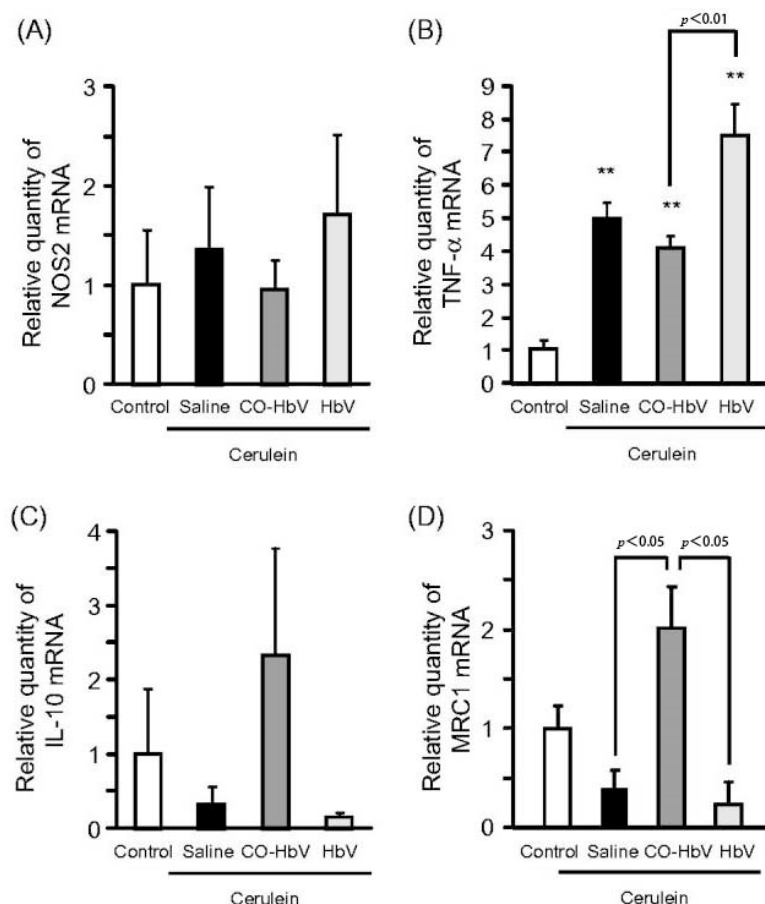 (A)
Relative quantity of
NOS2 mRNA
3
2
1
0
Control Saline CO-HbV HbV
Cerulein
(B)
p<0.01
Relative quantity of
TNF-α mRNA
9
8
7
6
5
4
3
2
1
0
**
**
**
Control Saline CO-HbV HbV
Cerulein
(C)
Relative quantity of
IL-10 mRNA
4
3
2
1
0
Control Saline CO-HbV HbV
Cerulein
(D)
p<0.05 p<0.05
Relative quantity of
MRC1 mRNA
3
2
1
0
Control Saline CO-HbV HbV
Cerulein